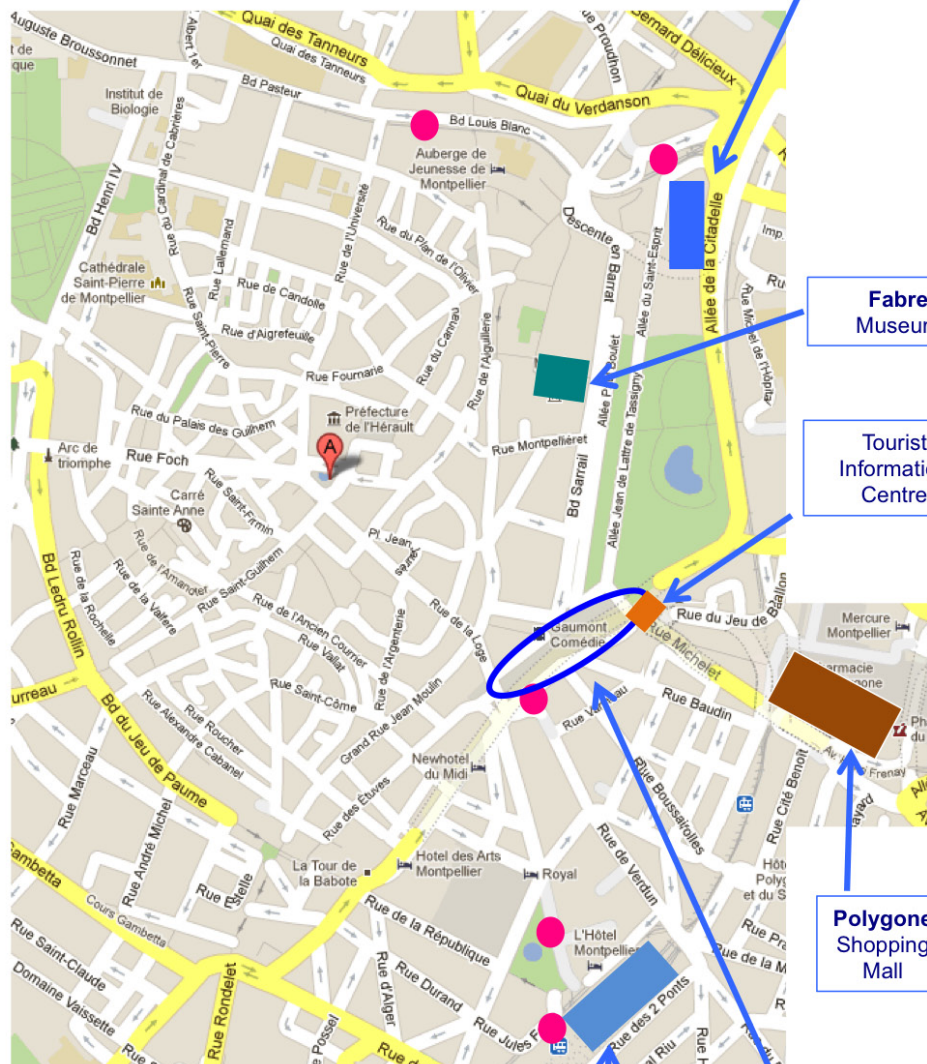 Quai des Tanneurs
Quai des Tanneurs
Auguste Broussonnet
Albert 1er
Rue Proudhon
Bernard Délicieux
Bd Pasteur
Quai du Verdanson
Institut de
Biologie
Bd Louis Blanc
Auberge de
Jeunesse de
Montpellier
Rue du Cardinal de Cabrières
Bd Henri IV
Rue Lallemand
Rue de l'Université
Rue du Plan de l'Olivier
Descente en Barrat
Allée du Saint-Esprit
Allée de la Citadelle
Imp.
Cathédrale
Saint-Pierre
de Montpellier
Rue de Candolle
Rue Saint-Pierre
Rue d'Aigrefeuille
Rue du Cannau
Rue de l'Aiguillerie
Fabre
Rue Fournarie
Rue du Palais des Guilhem
Préfecture
de l'Hérault
A
Rue Montpelliéret
Bd Sarrail
Allée Jean de Lattre de Tassigny
Arc de
triomphe
Rue Foch
Tourist
Centre
Carré
Sainte Anne
Rue Saint-Firmin
Pl. Jean
Jaures
Bd Ledru Rollin
Rue de la Rochelle
Rue de la Valfère
Rue de l'Amandier
Rue Saint-Guilhem
Rue de l'Ancien Courrier
Rue Vallat
Rue de l'Argenterie
Rue de la Loge
Gaumont
Comédie
Rue Michelet
Rue du Jeu de Baallon
Mercure
Montpellier
Rue Saint-Côme
Grand Rue Jean Moulin
Rue Baudin
Bd du Jeu de Paume
Rue Alexandre Cabanel
Rue Roucher
Newhotel
du Midi
Rue Marceau
Rue André Michel
Rue des Étuves
Rue Boussairolles
Rue Cité Benoît
Frenay
La Tour de
la Babote
Hotel des Arts
Montpellier
Royal
Rue de Verdun
Polygone
Shopping
Mall
Gambetta
Cours Gambetta
Rue Saint-Claude
Domaine Vaissette
Rue Rondelet
Rue de la République
Rue Durand
Rue d'Alger
L'Hôtel
Rue des 2 Ponts